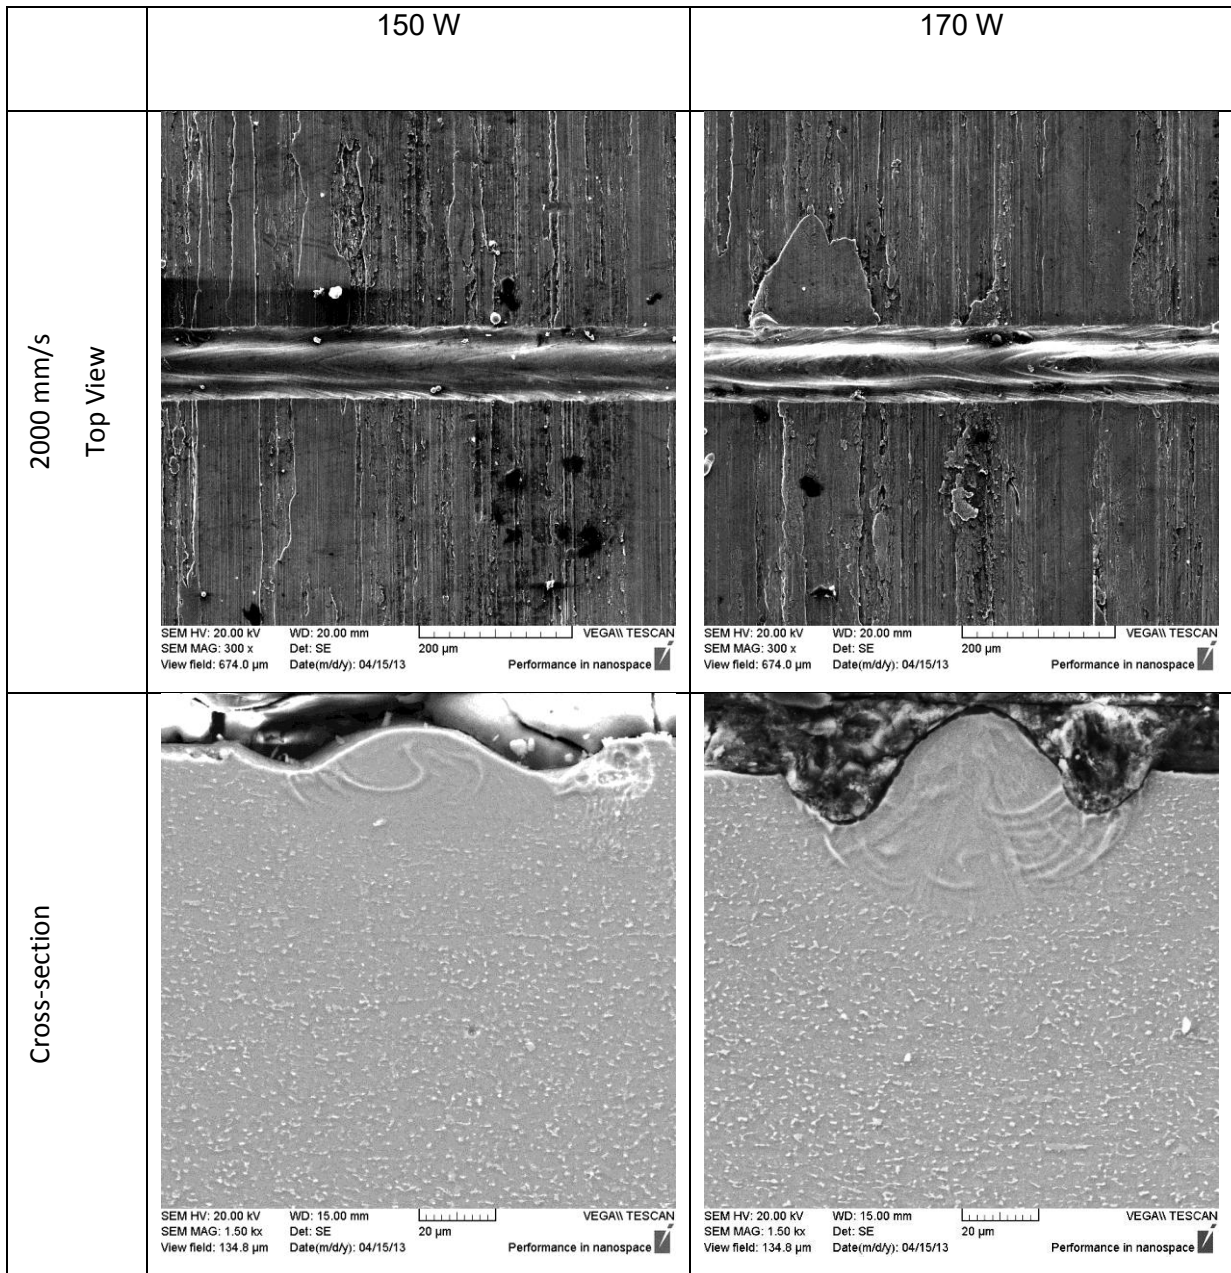 150 W
170 W
2000 mm/s
Top View
SEM HV: 20.00 kV WD: 20.00 mm VEGA\\ TESCAN
SEM MAG: 300 x Det: SE 200 µm
View field: 674.0 µm Date(m/d/y): 04/15/13 Performance in nanospace
SEM HV: 20.00 kV WD: 20.00 mm VEGA\\ TESCAN
SEM MAG: 300 x Det: SE 200 µm
View field: 674.0 µm Date(m/d/y): 04/15/13 Performance in nanospace
Cross-section
SEM HV: 20.00 kV WD: 15.00 mm VEGA\\ TESCAN
SEM MAG: 1.50 kx Det: SE 20 µm
View field: 134.8 µm Date(m/d/y): 04/15/13 Performance in nanospace
SEM HV: 20.00 kV WD: 15.00 mm VEGA\\ TESCAN
SEM MAG: 1.50 kx Det: SE 20 µm
View field: 134.8 µm Date(m/d/y): 04/15/13 Performance in nanospace